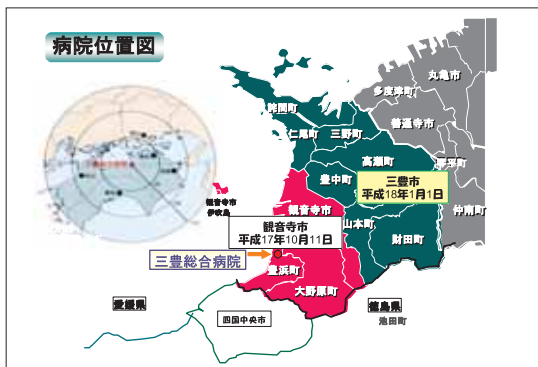 病院位置図
丸亀市
多度津町
善通寺市
琴平町
仲南町
詫間町
仁尾町
三野町
高瀬町
豊中町
三豊市
平成18年1月1日
観音寺市
伊吹島
観音寺市
山本町
財田町
観音寺市
平成17年10月11日
三豊総合病院
豊浜町
大野原町
愛媛県
四国中央市
徳島県
池田町